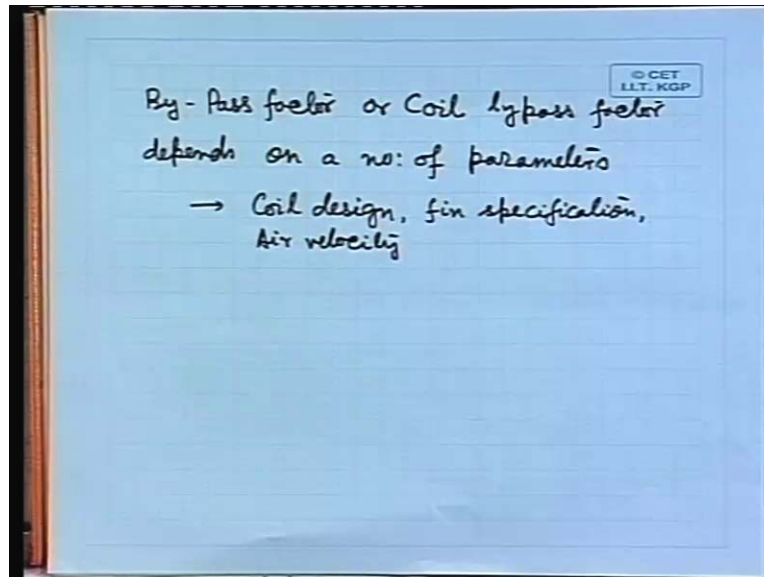 © CET
I.I.T. KGP
By-Pass factor or Coil bypass factor
depends on a no: of parameters
→ Coil design, fin specification,
Air velocity